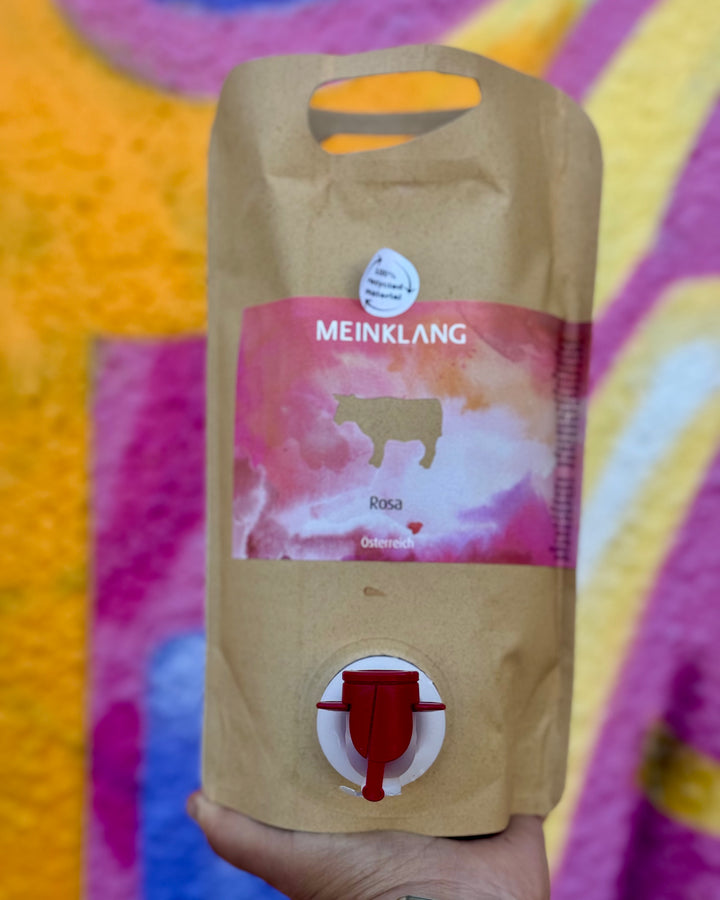 100%
recycled
material
MEINKLANG
Rosa
Österreich